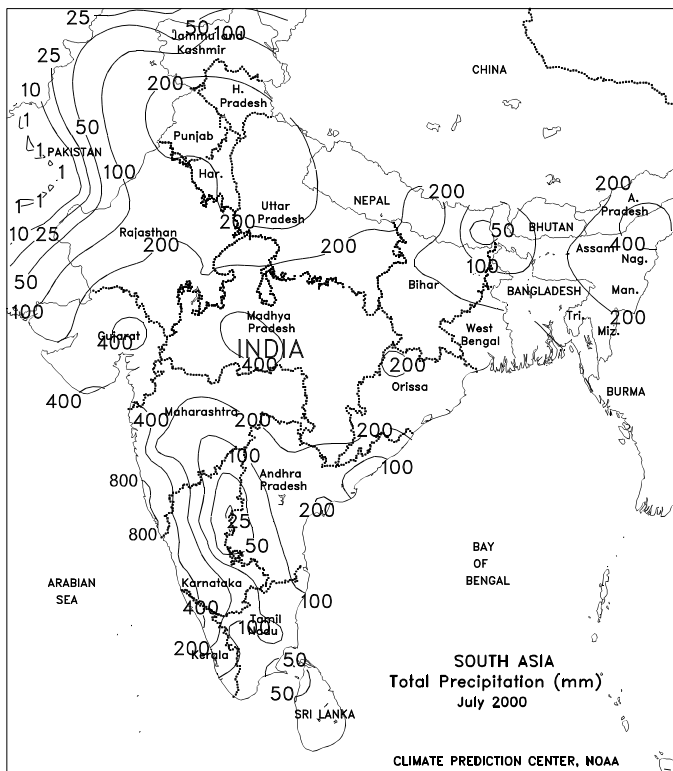 25
50
100
Jammu and
Kashmir
25
CHINA
200
10
H.
Pradesh
1
50
Punjab
1
PAKISTAN
1
100
Har.
NEPAL
200
200
A.
Pradesh
1
Uttar
Pradesh
200
10
25
Rajasthan
200
200
50
BHUTAN
Assam
400
Nag.
100
50
Bihar
BANGLADESH
Man.
100
Madhya
Pradesh
Tri.
200
Gujarat
400
INDIA
West
Bengal
Miz.
400
200
Orissa
BURMA
400
Maharashtra
400
200
200
100
100
Andhra
Pradesh
800
200
25
800
50
BAY
OF
BENGAL
ARABIAN
SEA
Karnataka
400
100
Tamil
Nadu
100
200
Kerala
50
50
SRI LANKA
SOUTH ASIA
Total Precipitation (mm)
July 2000
CLIMATE PREDICTION CENTER, NOAA